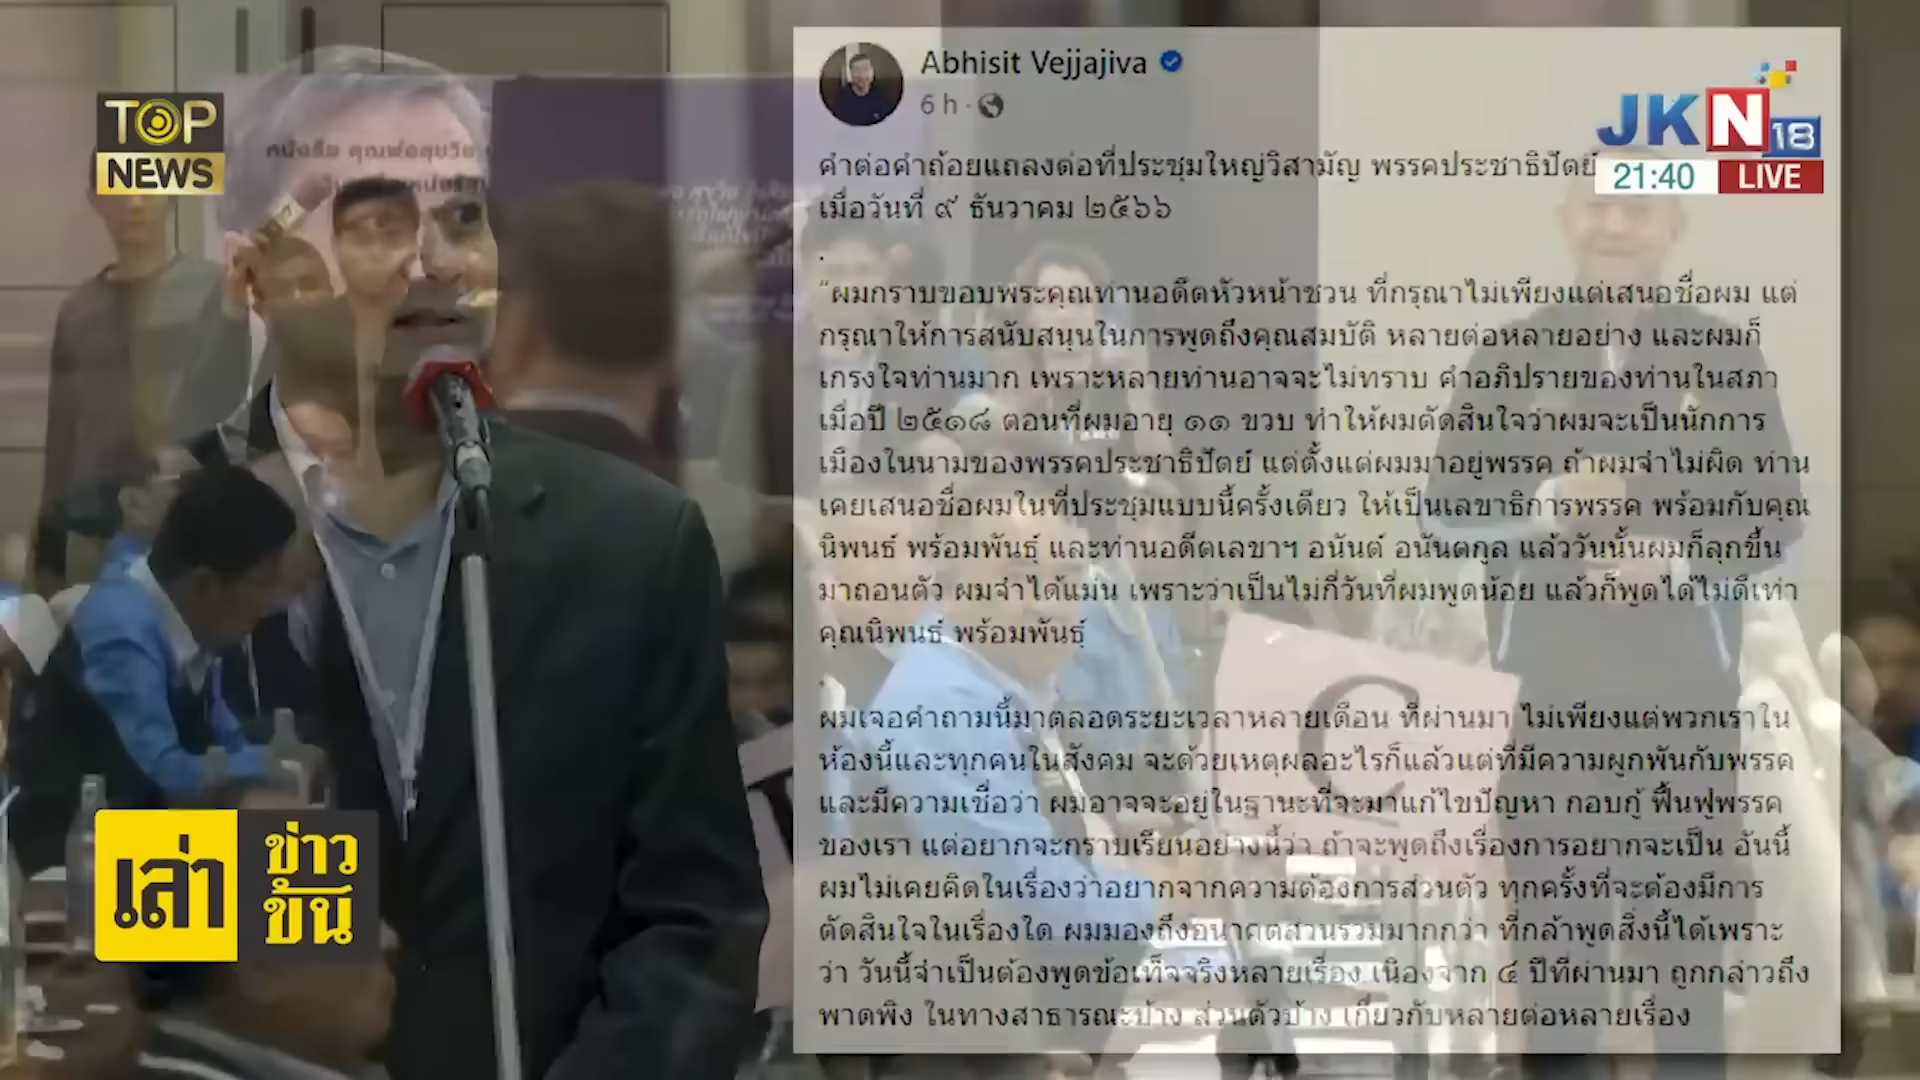 TOP
NEWS
Abhisit Vejjajiva
6 h ·
JKN
18
21:40 LIVE
คำต่อคำถ้อยแถลงต่อที่ประชุมใหญ่วิสามัญ พรรคประชาธิปัตย์
เมื่อวันที่ ๙ ธันวาคม ๒๕๖๖
.
“ผมกราบขอบพระคุณท่านอดีตหัวหน้าชวน ที่กรุณาไม่เพียงแต่เสนอชื่อผม แต่
กรุณาให้การสนับสนุนในการพูดถึงคุณสมบัติ หลายต่อหลายอย่าง และผมก็
เกรงใจท่านมาก เพราะหลายท่านอาจจะไม่ทราบ คำอภิปรายของท่านในสภา
เมื่อปี ๒๕๑๘ ตอนที่ผมอายุ ๑๑ ขวบ ทำให้ผมตัดสินใจว่าผมจะเป็นนักการ
เมืองในนามของพรรคประชาธิปัตย์ แต่ตั้งแต่ผมมาอยู่พรรค ถ้าผมจำไม่ผิด ท่าน
เคยเสนอชื่อผมในที่ประชุมแบบนี้ครั้งเดียว ให้เป็นเลขาธิการพรรค พร้อมกับคุณ
นิพนธ์ พร้อมพันธุ์ และท่านอดีตเลขาฯ อนันต์ อนันตกูล แล้ววันนั้นผมก็ลุกขึ้น
มาถอนตัว ผมจำได้แม่น เพราะว่าเป็นไม่กี่วันที่ผมพูดน้อย แล้วก็พูดได้ไม่ดีเท่า
คุณนิพนธ์ พร้อมพันธุ์
.
ผมเจอคำถามนี้มาตลอดระยะเวลาหลายเดือน ที่ผ่านมา ไม่เพียงแต่พวกเราใน
ห้องนี้และทุกคนในสังคม จะด้วยเหตุผลอะไรก็แล้วแต่ที่มีความผูกพันกับพรรค
และมีความเชื่อว่า ผมอาจจะอยู่ในฐานะที่จะมาแก้ไขปัญหา กอบกู้ ฟื้นฟูพรรค
ของเรา แต่อยากจะกราบเรียนอย่างนี้ว่า ถ้าจะพูดถึงเรื่องการอยากจะเป็น อันนี้
ผมไม่เคยคิดในเรื่องว่าอยากจากความต้องการส่วนตัว ทุกครั้งที่จะต้องมีการ
ตัดสินใจในเรื่องใด ผมมองถึงอนาคตส่วนรวมมากกว่า ที่กล้าพูดสิ่งนี้ได้เพราะ
ว่า วันนี้จำเป็นต้องพูดข้อเท็จจริงหลายเรื่อง เนื่องจาก ๔ ปีที่ผ่านมา ถูกกล่าวถึง
พาดพิง ในทางสาธารณะบ้าง ส่วนตัวบ้าง เกี่ยวกับหลายต่อหลายเรื่อง
เล่า
ข่าว
ข้น